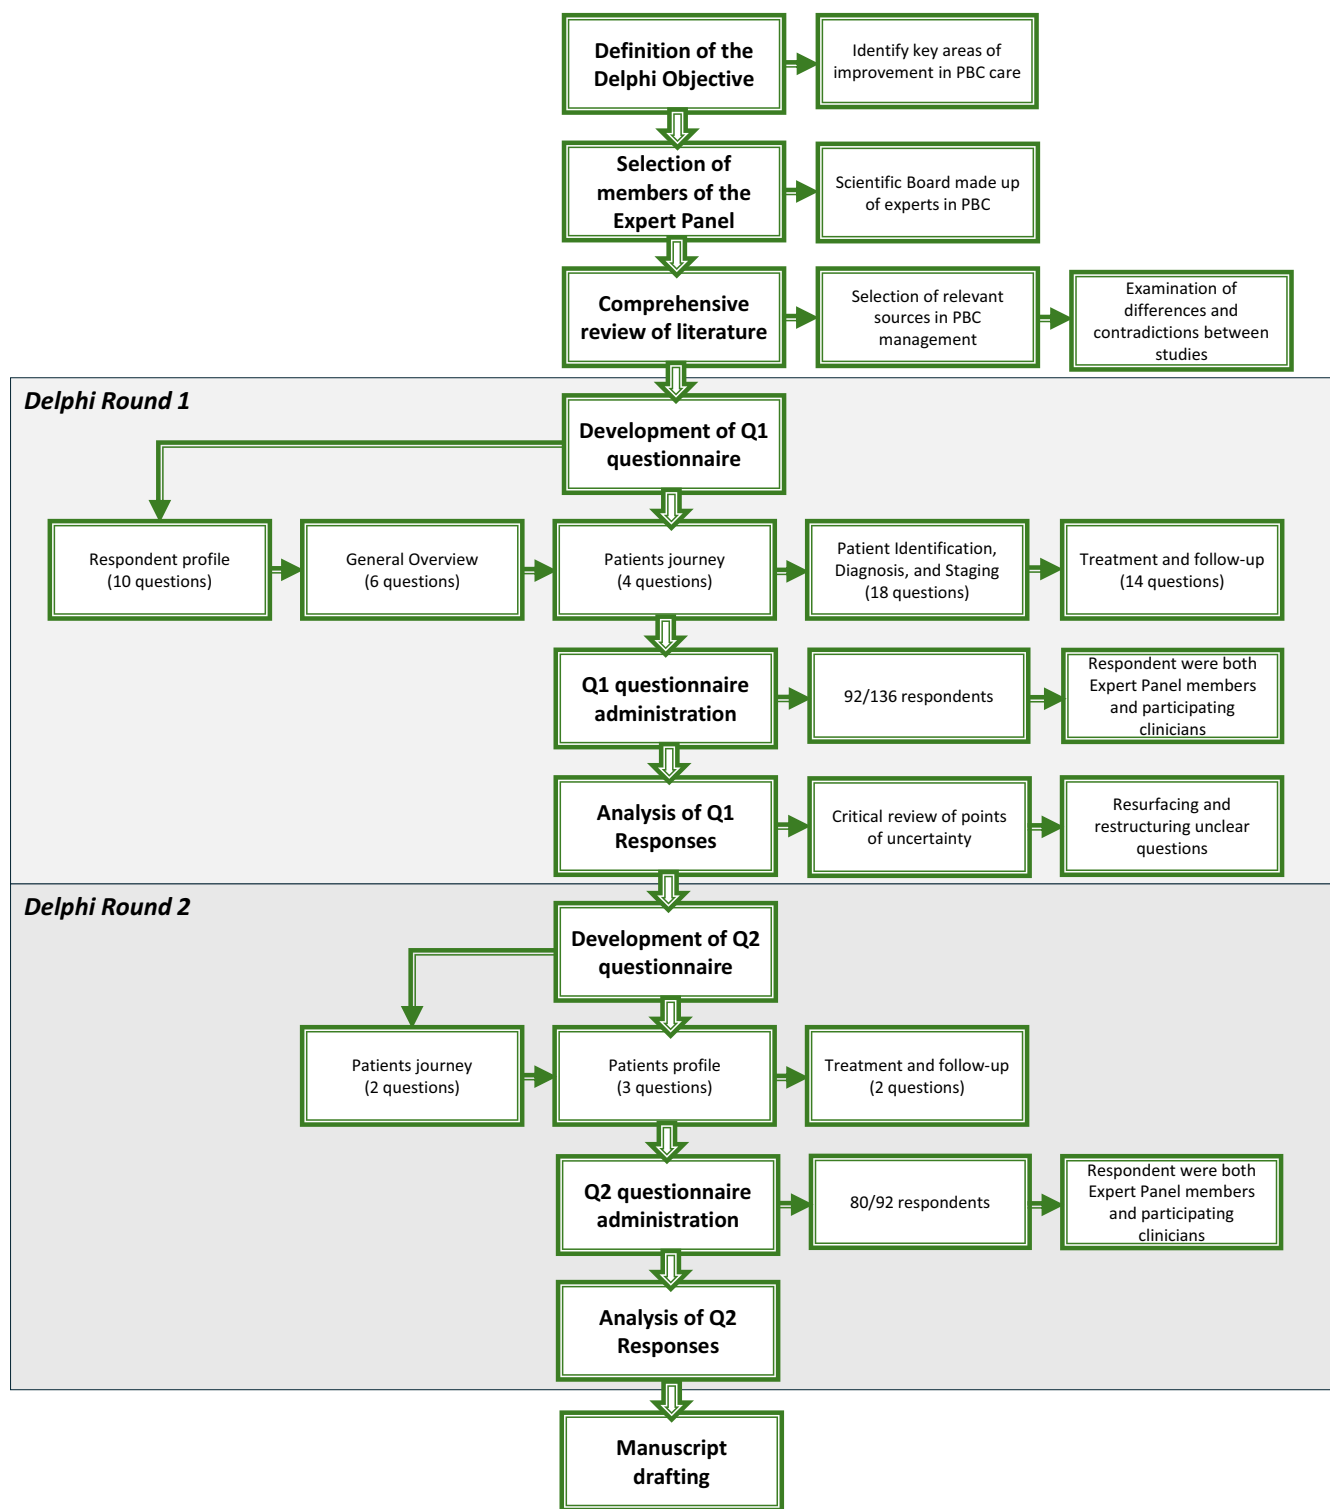 Definition of the
Delphi Objective
Identify key areas of
improvement in PBC care
Selection of
members of the
Expert Panel
Scientific Board made up
of experts in PBC
Comprehensive
review of literature
Selection of relevant
sources in PBC
management
Examination of
differences and
contradictions between
studies
Delphi Round 1
Development of Q1
questionnaire
Respondent profile
(10 questions)
General Overview
(6 questions)
Patients journey
(4 questions)
Patient Identification,
Diagnosis, and Staging
(18 questions)
Treatment and follow-up
(14 questions)
Q1 questionnaire
administration
92/136 respondents
Respondent were both
Expert Panel members
and participating
clinicians
Analysis of Q1
Responses
Critical review of points
of uncertainty
Resurfacing and
restructuring unclear
questions
Delphi Round 2
Development of Q2
questionnaire
Patients journey
(2 questions)
Patients profile
(3 questions)
Treatment and follow-up
(2 questions)
Q2 questionnaire
administration
80/92 respondents
Respondent were both
Expert Panel members
and participating
clinicians
Analysis of Q2
Responses
Manuscript
drafting